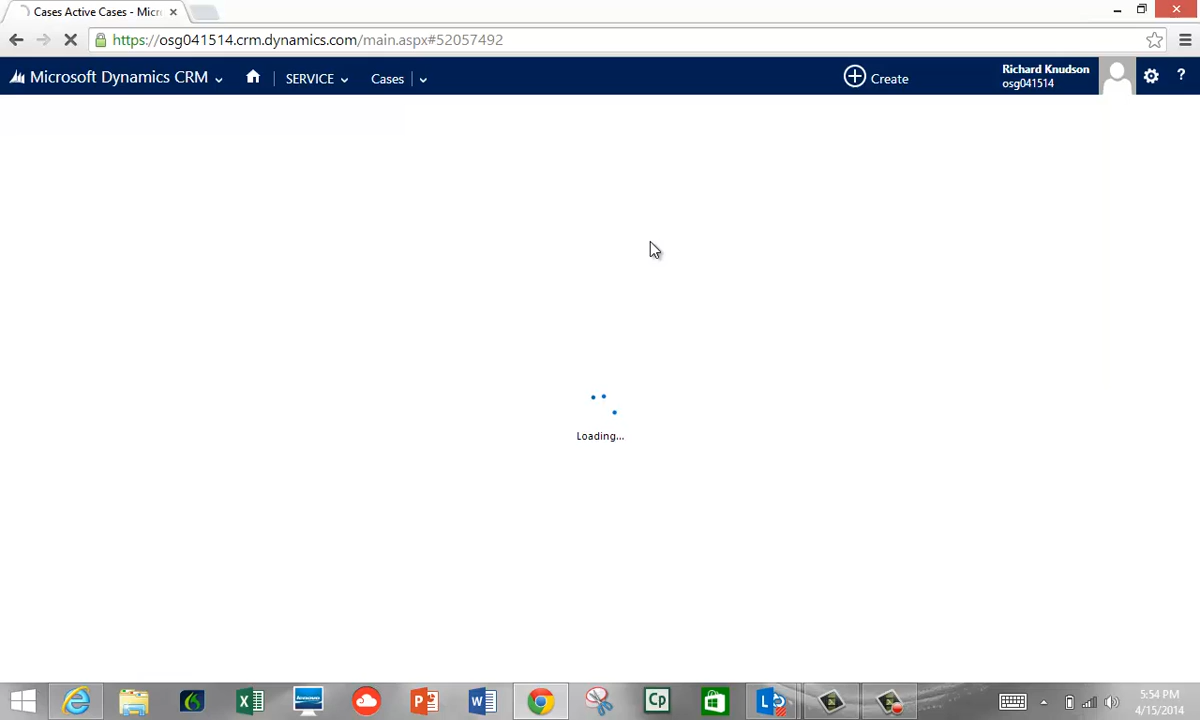 Cases Active Cases - Micr
https://osg041514.crm.dynamics.com/main.aspx#52057492
Microsoft Dynamics CRM
SERVICE
Cases
Create
Richard Knudson
osg041514
?
Loading...
Cp
5:54 PM
4/15/2014